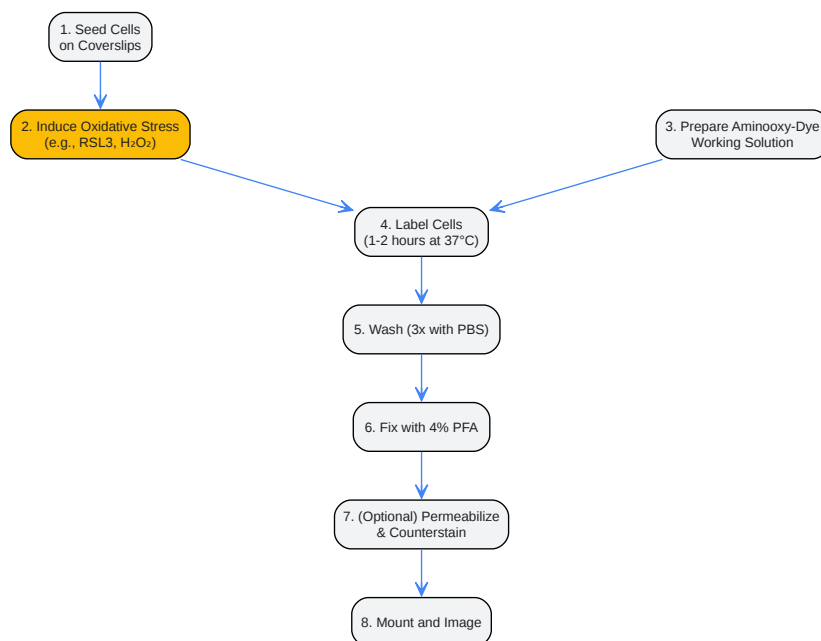 1. Seed Cells
on Coverslips
2. Induce Oxidative Stress
(e.g., RSL3, H₂O₂)
3. Prepare Aminooxy-Dye
Working Solution
4. Label Cells
(1-2 hours at 37°C)
5. Wash (3x with PBS)
6. Fix with 4% PFA
7. (Optional) Permeabilize
& Counterstain
8. Mount and Image